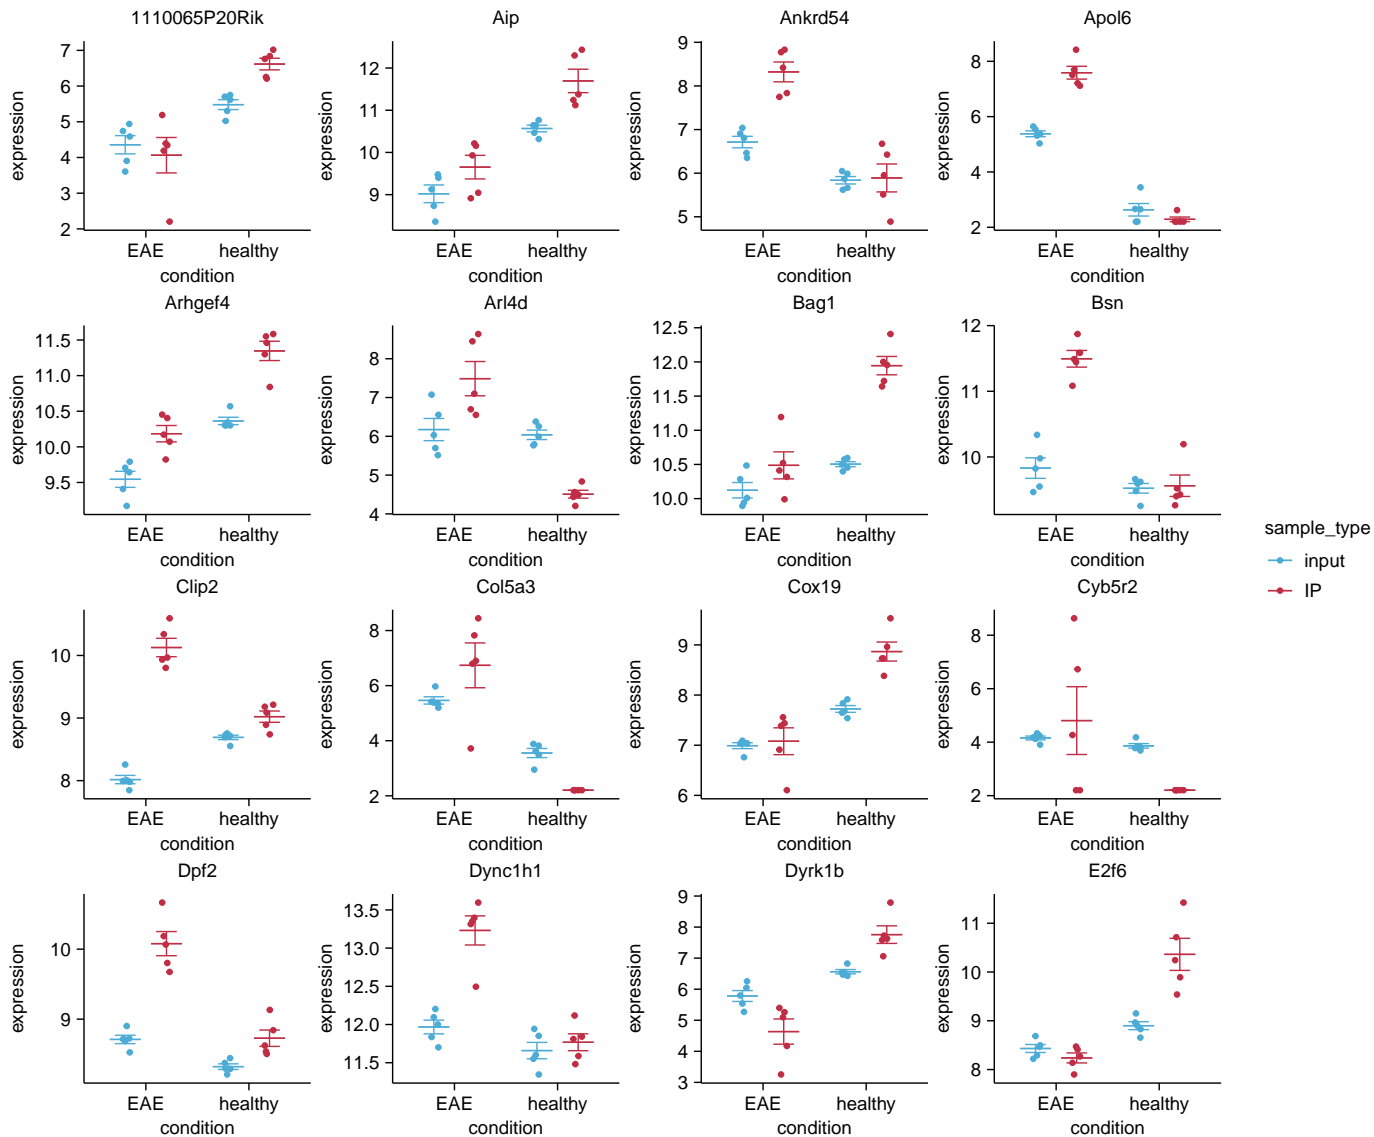 1110065P20Rik
Aip
Ankrd54
Apol6
expression
7
6
5
4
3
2
EAE
healthy
condition
expression
12
11
10
9
EAE
healthy
condition
expression
9
8
7
6
5
EAE
healthy
condition
expression
8
6
4
2
EAE
healthy
condition
Arhgef4
Arl4d
Bag1
Bsn
expression
11.5
11.0
10.5
10.0
9.5
EAE
healthy
condition
expression
8
7
6
5
4
EAE
healthy
condition
expression
12.5
12.0
11.5
11.0
10.5
10.0
EAE
healthy
condition
expression
12
11
10
EAE
healthy
condition
sample_type
input
IP
Clip2
Col5a3
Cox19
Cyb5r2
expression
10
9
8
EAE
healthy
condition
expression
8
6
4
2
EAE
healthy
condition
expression
9
8
7
6
EAE
healthy
condition
expression
8
6
4
2
EAE
healthy
condition
Dpf2
Dync1h1
Dyrk1b
E2f6
expression
10
9
EAE
healthy
condition
expression
13.5
13.0
12.5
12.0
11.5
EAE
healthy
condition
expression
9
8
7
6
5
4
3
EAE
healthy
condition
expression
11
10
9
8
EAE
healthy
condition